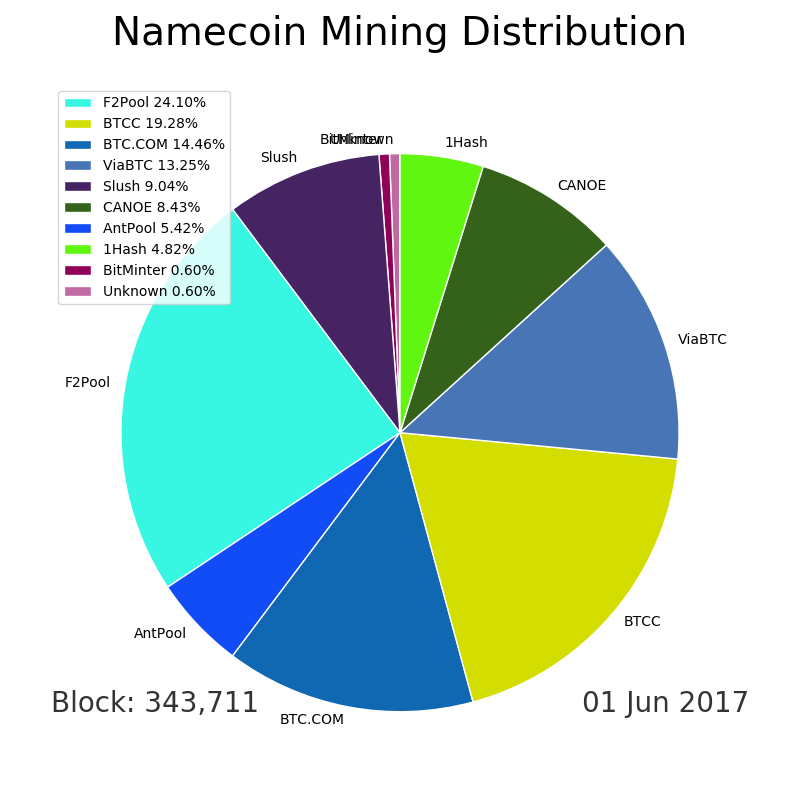 Namecoin Mining Distribution
F2Pool 24.10%
BTCC 19.28%
BTC.COM 14.46%
ViaBTC 13.25%
Slush 9.04%
CANOE 8.43%
AntPool 5.42%
1Hash 4.82%
BitMinter 0.60%
Unknown 0.60%
BitMinter
Unknown
1Hash
Slush
CANOE
ViaBTC
F2Pool
BTCC
AntPool
BTC.COM
Block: 343,711
01 Jun 2017